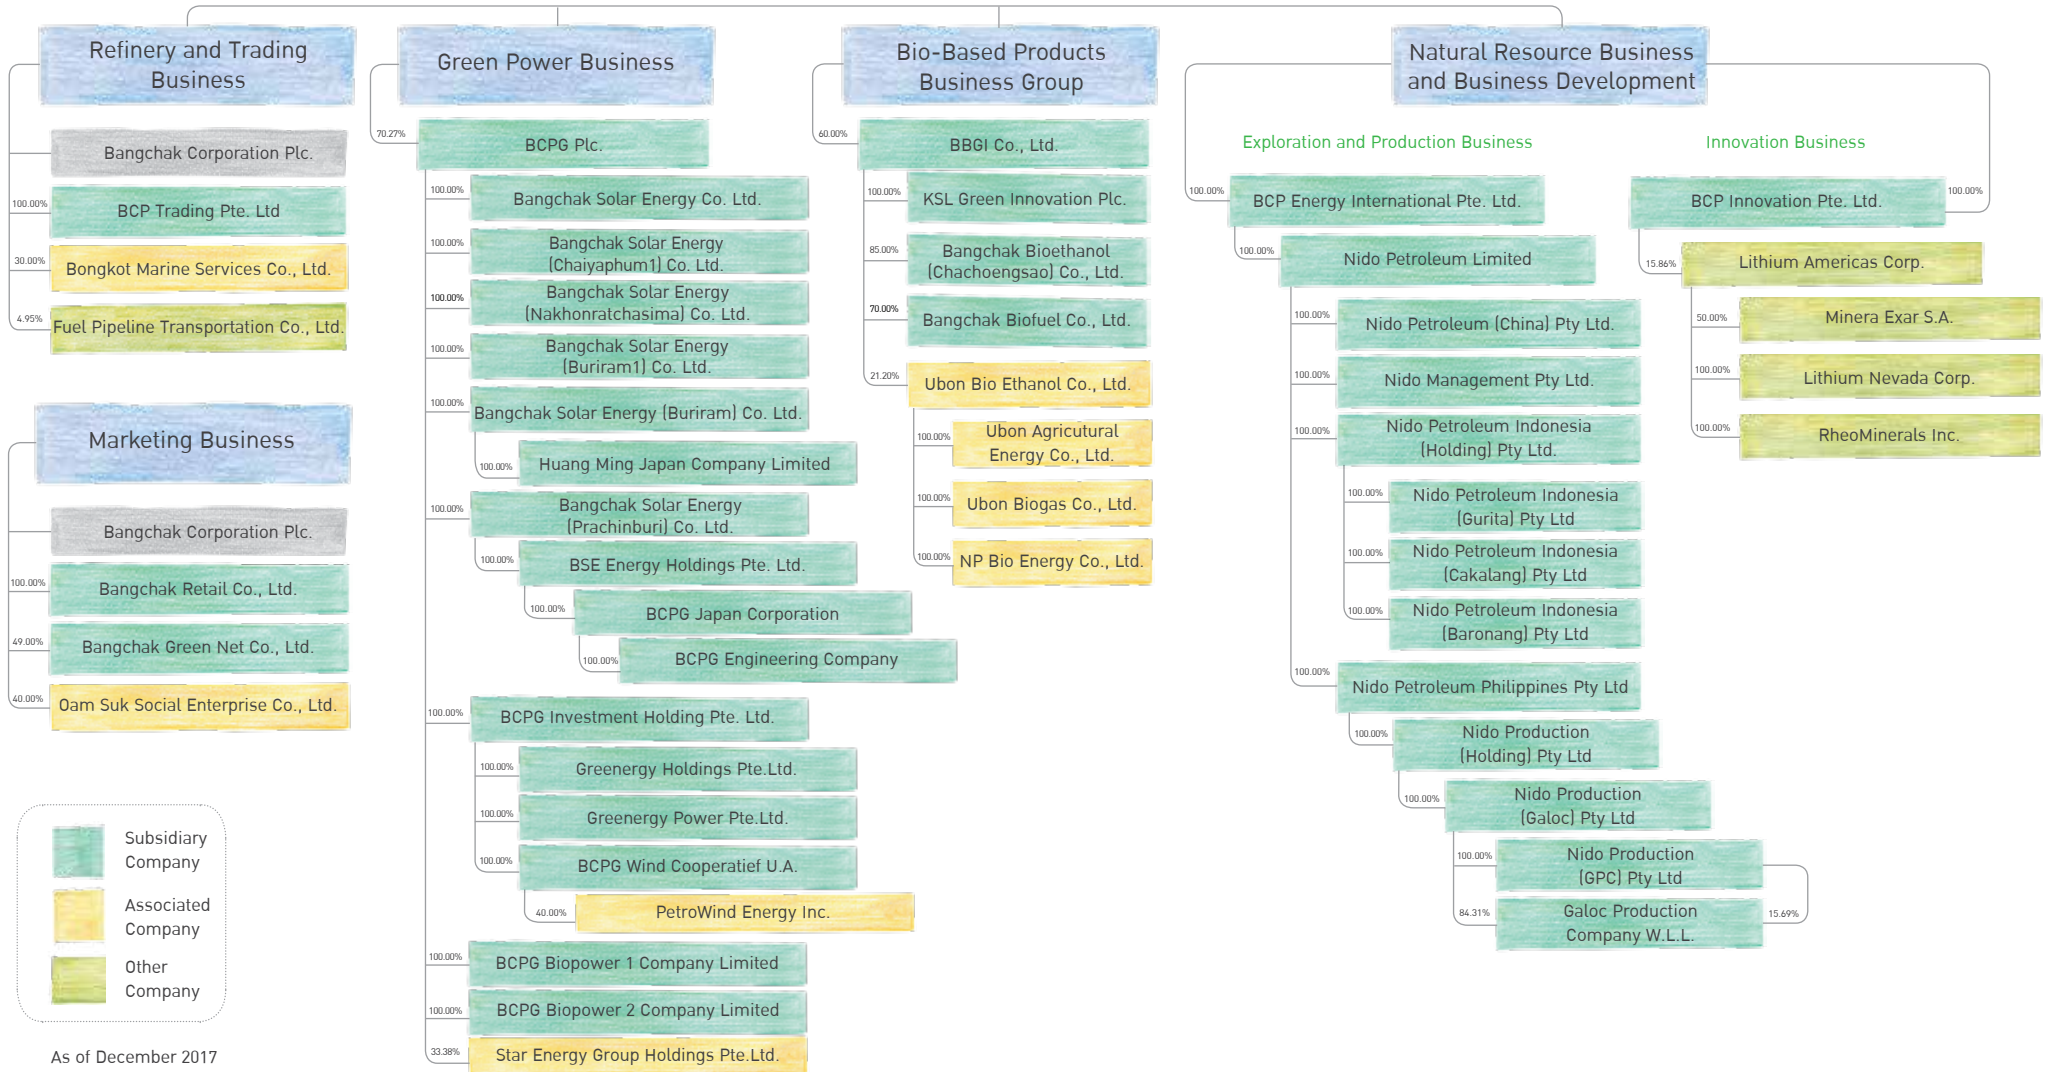 Refinery and Trading
Business
Bangchak Corporation Plc.
100.00%
BCP Trading Pte. Ltd
30.00%
Bongkot Marine Services Co., Ltd.
4.95%
Fuel Pipeline Transportation Co., Ltd.
Marketing Business
Bangchak Corporation Plc.
100.00%
Bangchak Retail Co., Ltd.
49.00%
Bangchak Green Net Co., Ltd.
40.00%
Oam Suk Social Enterprise Co., Ltd.
Subsidiary
Company
Associated
Company
Other
Company
As of December 2017
Green Power Business
70.27%
BCPG Plc.
100.00%
Bangchak Solar Energy Co. Ltd.
100.00%
Bangchak Solar Energy
(Chaiyaphum1) Co. Ltd.
100.00%
Bangchak Solar Energy
(Nakhonratchasima) Co. Ltd.
100.00%
Bangchak Solar Energy
(Buriram1) Co. Ltd.
100.00%
Bangchak Solar Energy (Buriram) Co. Ltd.
100.00%
Huang Ming Japan Company Limited
100.00%
Bangchak Solar Energy
(Prachinburi) Co. Ltd.
100.00%
BSE Energy Holdings Pte. Ltd.
100.00%
BCPG Japan Corporation
100.00%
BCPG Engineering Company
100.00%
BCPG Investment Holding Pte. Ltd.
100.00%
Greenergy Holdings Pte.Ltd.
100.00%
Greenergy Power Pte.Ltd.
100.00%
BCPG Wind Cooperatief U.A.
40.00%
PetroWind Energy Inc.
100.00%
BCPG Biopower 1 Company Limited
100.00%
BCPG Biopower 2 Company Limited
33.38%
Star Energy Group Holdings Pte.Ltd.
Bio-Based Products
Business Group
60.00%
BBGI Co., Ltd.
100.00%
KSL Green Innovation Plc.
85.00%
Bangchak Bioethanol
(Chachoengsao) Co., Ltd.
70.00%
Bangchak Biofuel Co., Ltd.
21.20%
Ubon Bio Ethanol Co., Ltd.
100.00%
Ubon Agricutural
Energy Co., Ltd.
100.00%
Ubon Biogas Co., Ltd.
100.00%
NP Bio Energy Co., Ltd.
Natural Resource Business
and Business Development
Exploration and Production Business
100.00%
BCP Energy International Pte. Ltd.
100.00%
Nido Petroleum Limited
100.00%
Nido Petroleum (China) Pty Ltd.
100.00%
Nido Management Pty Ltd.
100.00%
Nido Petroleum Indonesia
(Holding) Pty Ltd.
100.00%
Nido Petroleum Indonesia
(Gurita) Pty Ltd
100.00%
Nido Petroleum Indonesia
(Cakalang) Pty Ltd
100.00%
Nido Petroleum Indonesia
(Baronang) Pty Ltd
100.00%
Nido Petroleum Philippines Pty Ltd
100.00%
Nido Production
(Holding) Pty Ltd
100.00%
Nido Production
(Galoc) Pty Ltd
100.00%
Nido Production
(GPC) Pty Ltd
84.31%
Galoc Production
Company W.L.L.
15.69%
Innovation Business
BCP Innovation Pte. Ltd.
100.00%
15.86%
Lithium Americas Corp.
50.00%
Minera Exar S.A.
100.00%
Lithium Nevada Corp.
100.00%
RheoMinerals Inc.